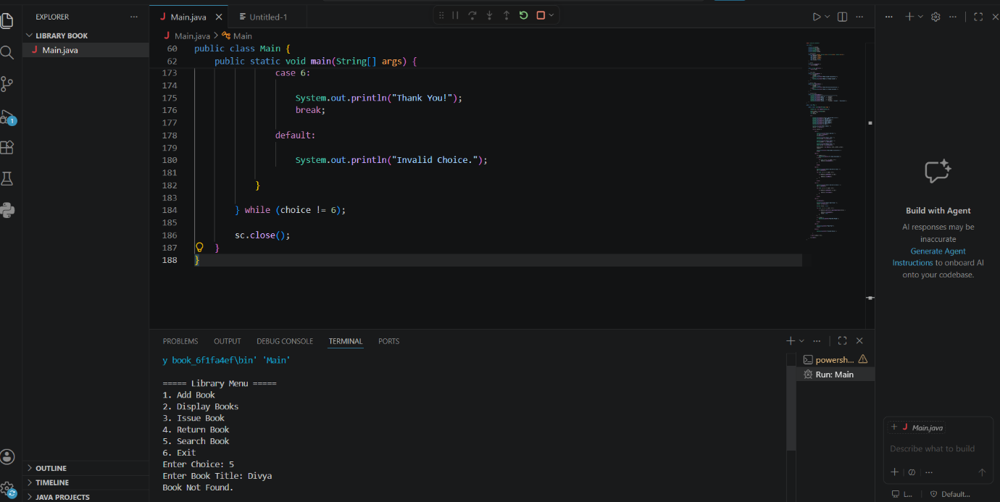 EXPLORER
LIBRARY BOOK
Main.java
OUTLINE
TIMELINE
JAVA PROJECTS
1
Main.java
Untitled-1
Main.java > Main
60 public class Main {
62 public static void main(String[] args) {
173 case 6:
174
175 System.out.println("Thank You!");
176 break;
177
178 default:
179
180 System.out.println("Invalid Choice.");
181
182 }
183
184 } while (choice != 6);
185
186 sc.close();
187 }
188 }
PROBLEMS OUTPUT DEBUG CONSOLE TERMINAL PORTS
y book_6f1fa4ef\bin' 'Main'
===== Library Menu =====
1. Add Book
2. Display Books
3. Issue Book
4. Return Book
5. Search Book
6. Exit
Enter Choice: 5
Enter Book Title: Divya
Book Not Found.
powersh...
Run: Main
Build with Agent
AI responses may be
inaccurate
Generate Agent
Instructions to onboard AI
onto your codebase.
Main.java
Describe what to build
L...
Default...